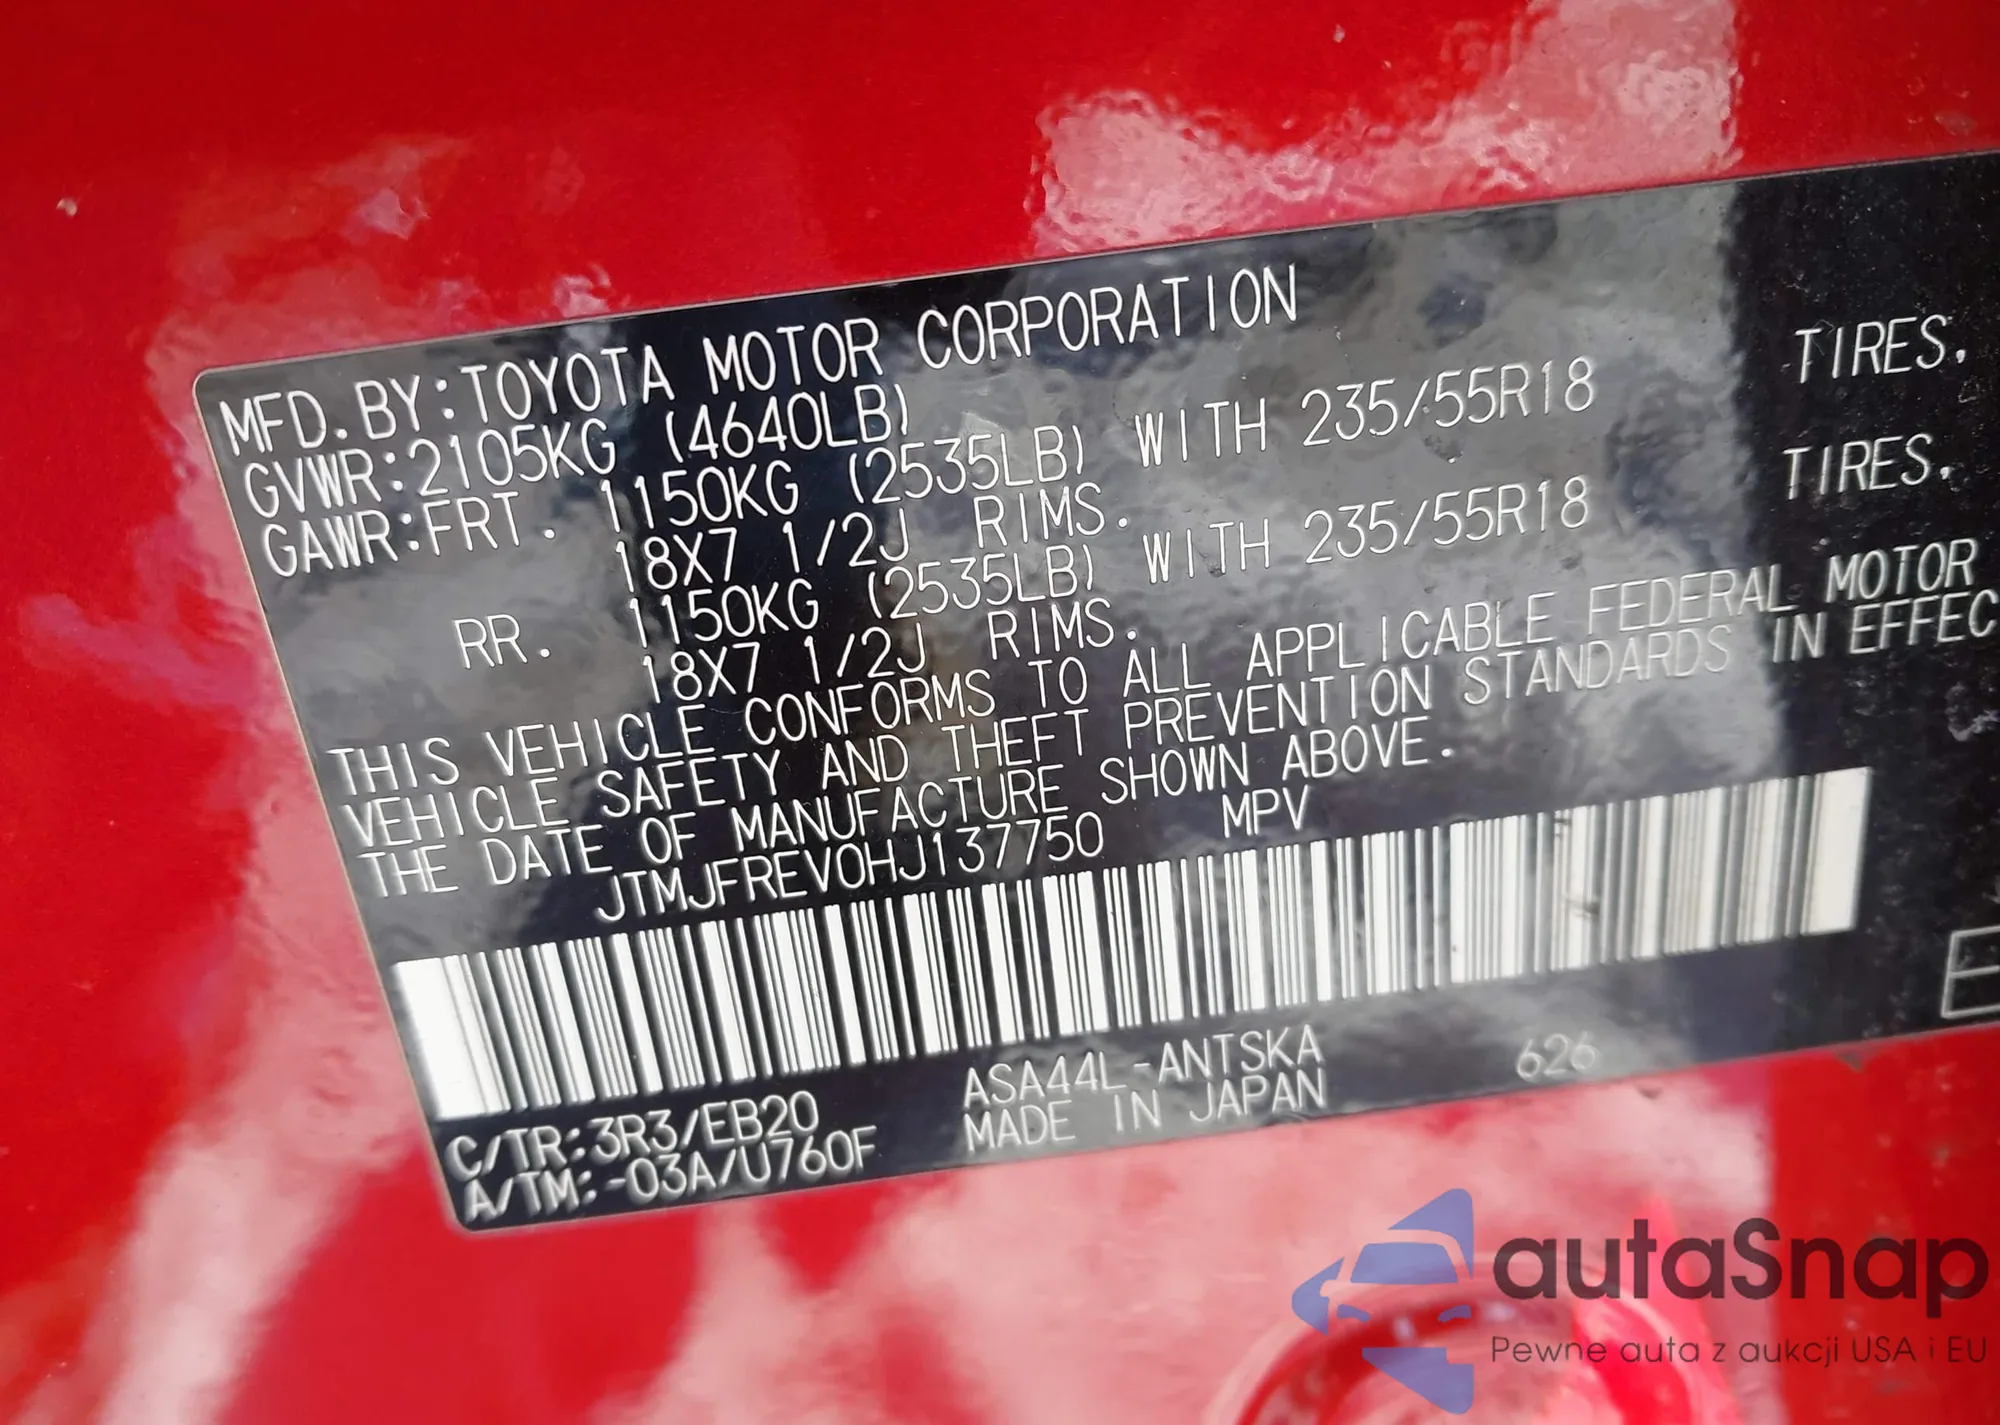 MFD. BY:TOYOTA MOTOR CORPORATION
GVWR:2105KG (4640LB)
GAWR:FRT. 1150KG (2535LB) WITH 235/55R18 TIRES,
18X7 1/2J RIMS.
RR. 1150KG (2535LB) WITH 235/55R18 TIRES,
18X7 1/2J RIMS.
THIS VEHICLE CONFORMS TO ALL APPLICABLE FEDERAL MOTOR
VEHICLE SAFETY AND THEFT PREVENTION STANDARDS IN EFFEC
THE DATE OF MANUFACTURE SHOWN ABOVE.
JTMJFREV0HJ137750 MPV
C/TR:3R3/EB20 ASA44L-ANTSKA 626
A/TM:-03A/U760F MADE IN JAPAN
autaSnap
Pewne auta z aukcji USA i EU